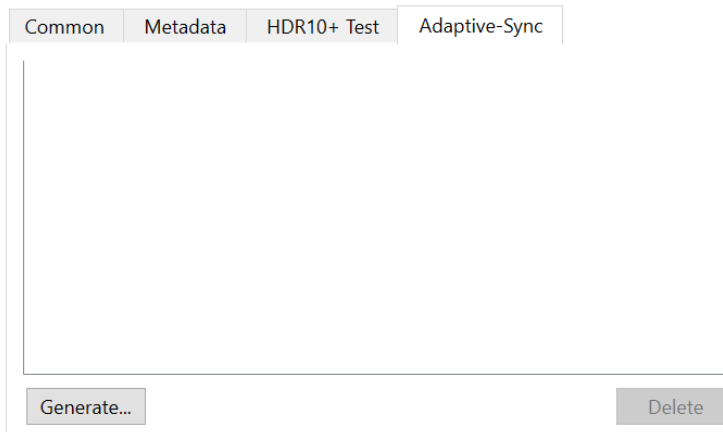 Common Metadata HDR10+ Test Adaptive-Sync
Generate... Delete